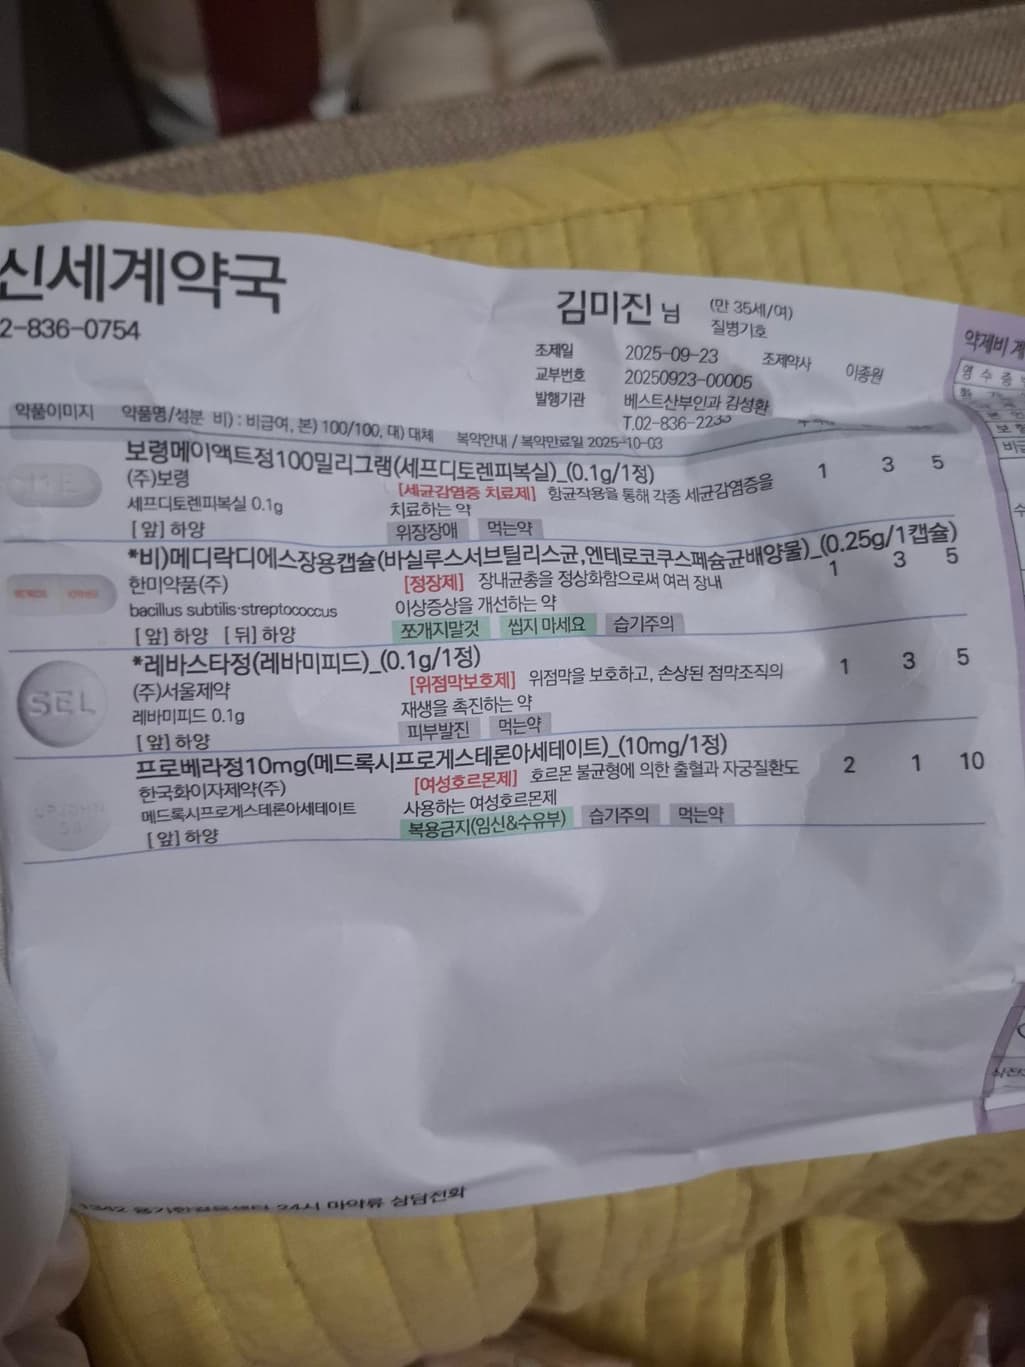 신세계약국
2-836-0754
김미진 님 (만 35세/여)
질병기호
조제일 2025-09-23 조제약사 이종원
교부번호 20250923-00005
발행기관 베스트산부인과 김성환
T.02-836-2233
약품이미지 약품명/성분 비) : 비급여, 본) 100/100, 대) 대체 복약안내 / 복약만료일 2025-10-03
보령메이액트정100밀리그램(세프디토렌피복실)_(0.1g/1정) 1 3 5
(주)보령 [세균감염증 치료제] 항균작용을 통해 각종 세균감염증을
세프디토렌피복실 0.1g 치료하는 약
[앞] 하양 위장장애 먹는약
*비)메디락디에스장용캡슐(바실루스서브틸리스균,엔테로코쿠스페슘균배양물)_(0.25g/1캡슐) 1 3 5
한미약품(주) [정장제] 장내균총을 정상화함으로써 여러 장내
bacillus subtilis·streptococcus 이상증상을 개선하는 약
[앞] 하양 [뒤] 하양 쪼개지말것 씹지 마세요 습기주의
*레바스타정(레바미피드)_(0.1g/1정) 1 3 5
SEL
(주)서울제약 [위점막보호제] 위점막을 보호하고, 손상된 점막조직의
레바미피드 0.1g 재생을 촉진하는 약
[앞] 하양 피부발진 먹는약
프로베라정10mg(메드록시프로게스테론아세테이트)_(10mg/1정) 2 1 10
한국화이자제약(주) [여성호르몬제] 호르몬 불균형에 의한 출혈과 자궁질환도
메드록시프로게스테론아세테이트 사용하는 여성호르몬제
[앞] 하양 복용금지(임신&수유부) 습기주의 먹는약
약제비 계
영 수 증
24시 마약류 상담전화